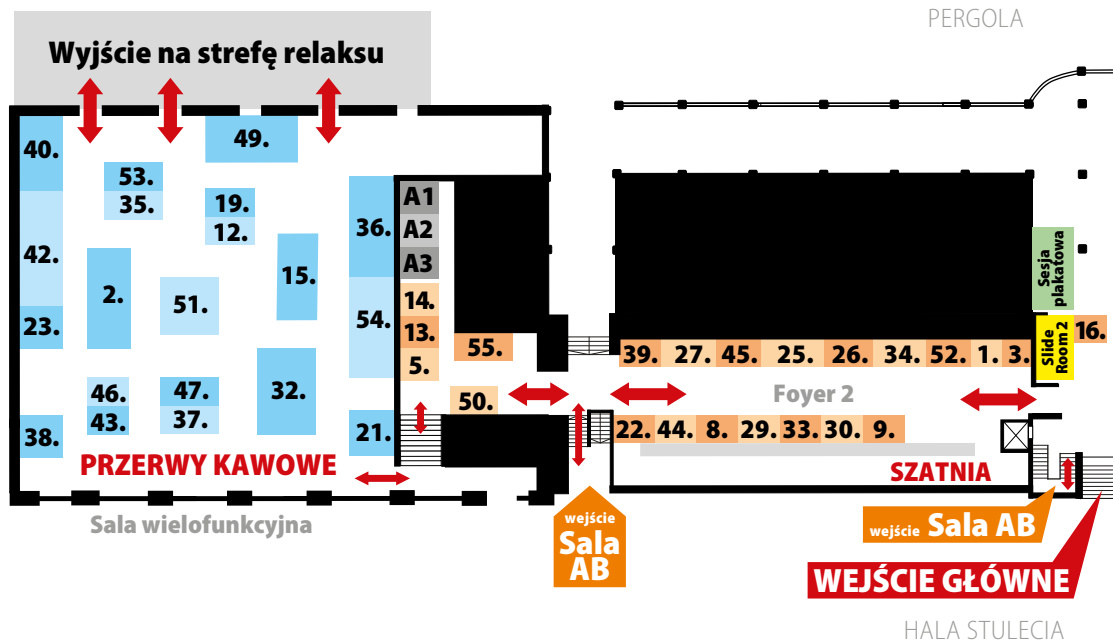 PERGOLA
Wyjście na strefę relaksu
40.
49.
53.
35.
19.
12.
36.
A1
A2
A3
42.
2.
51.
15.
54.
14.
13.
5.
23.
55.
50.
46.
43.
47.
37.
32.
38.
21.
PRZERWY KAWOWE
Sala wielofunkcyjna
Sesja
plakatowa
Slide
Room 2
16.
39. 27. 45. 25. 26. 34. 52. 1. 3.
Foyer 2
22. 44. 8. 29. 33. 30. 9.
SZATNIA
wejście
Sala
AB
wejście Sala AB
WEJŚCIE GŁÓWNE
HALA STULECIA